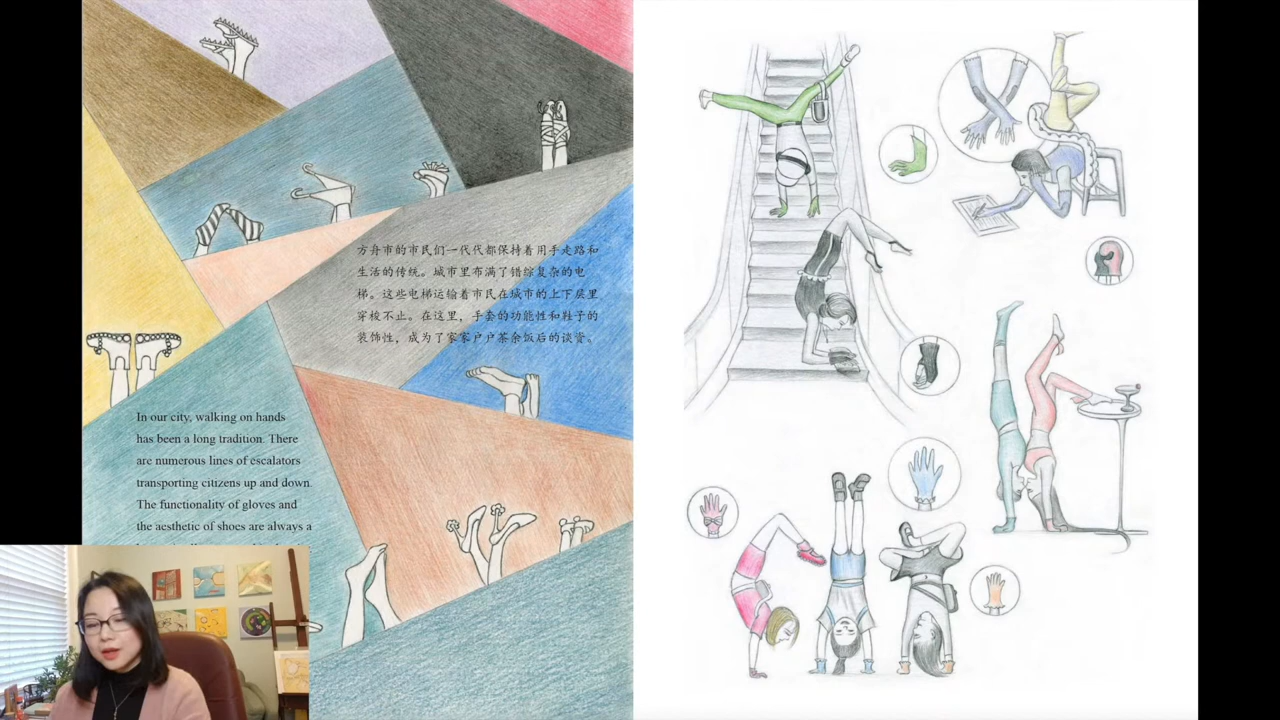 方舟市的市民们一代代都保持着用手走路和
生活的传统。城市里布满了错综复杂的电
梯。这些电梯运输着市民在城市的上下层里
穿梭不止。在这里，手套的功能性和鞋子的
装饰性，成为了家家户户茶余饭后的谈资。
In our city, walking on hands
has been a long tradition. There
are numerous lines of escalators
transporting citizens up and down.
The functionality of gloves and
the aesthetic of shoes are always a